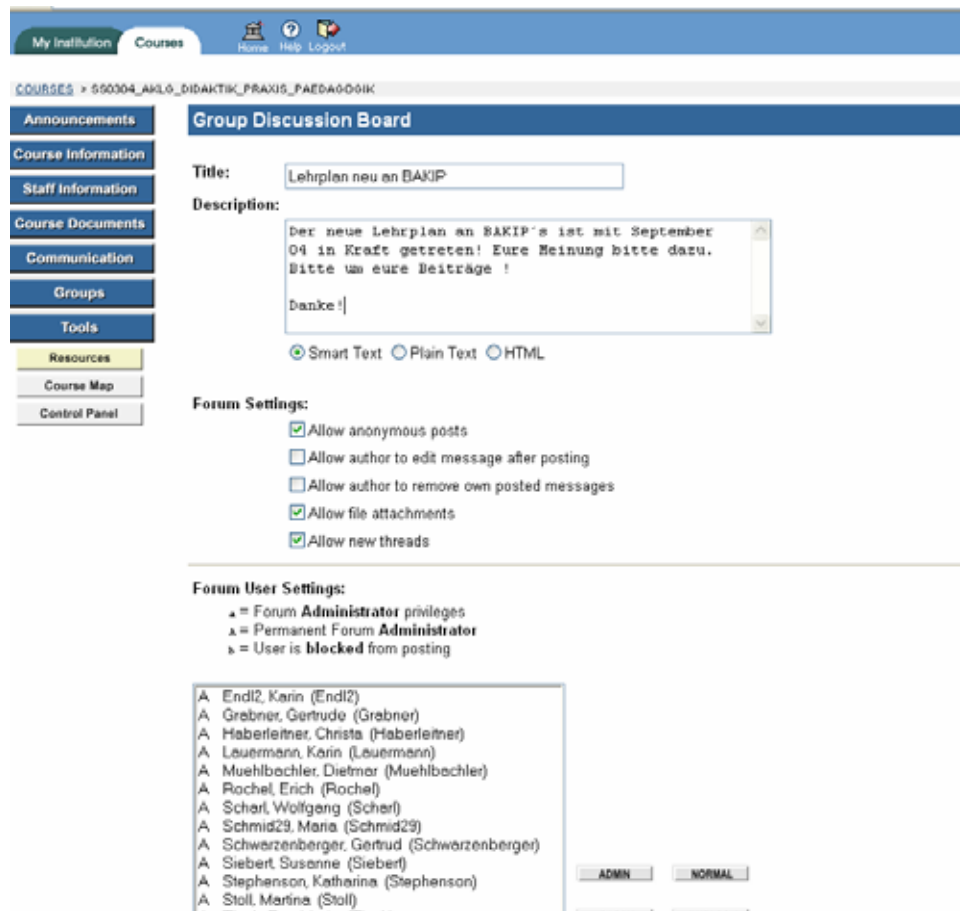 My Institution Courses Home Help Logout
COURSES > SS0304_AKLG_DIDAKTIK_PRAXIS_PAEDAGOGIK
Announcements
Course Information
Staff Information
Course Documents
Communication
Groups
Tools
Resources
Course Map
Control Panel
Group Discussion Board
Title: Lehrplan neu an BAKIP
Description:
Der neue Lehrplan an BAKIP´s ist mit September
04 in Kraft getreten! Eure Meinung bitte dazu.
Bitte um eure Beiträge !
Danke!
Smart Text Plain Text HTML
Forum Settings:
Allow anonymous posts
Allow author to edit message after posting
Allow author to remove own posted messages
Allow file attachments
Allow new threads
Forum User Settings:
a = Forum Administrator privileges
A = Permanent Forum Administrator
b = User is blocked from posting
A Endl2, Karin (Endl2)
A Grabner, Gertrude (Grabner)
A Haberleitner, Christa (Haberleitner)
A Lauermann, Karin (Lauermann)
A Muehlbachler, Dietmar (Muehlbachler)
A Rochel, Erich (Rochel)
A Scharl, Wolfgang (Scharl)
A Schmid29, Maria (Schmid29)
A Schwarzenberger, Gertrud (Schwarzenberger)
A Siebert, Susanne (Siebert)
A Stephenson, Katharina (Stephenson)
A Stoll, Martina (Stoll)
ADMIN NORMAL